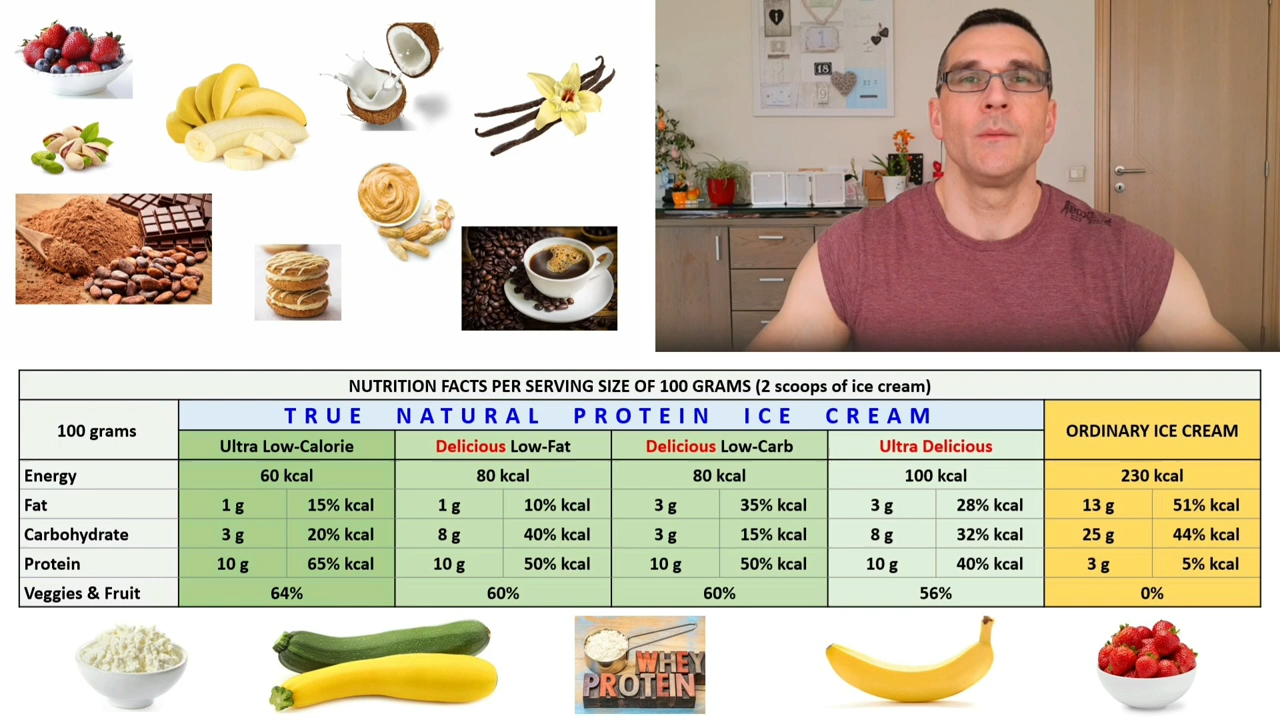 1
1
18
9
NUTRITION FACTS PER SERVING SIZE OF 100 GRAMS (2 scoops of ice cream)
100 grams
TRUE NATURAL PROTEIN ICE CREAM
ORDINARY ICE CREAM
Ultra Low-Calorie Delicious Low-Fat Delicious Low-Carb Ultra Delicious
Energy 60 kcal 80 kcal 80 kcal 100 kcal 230 kcal
Fat 1 g 15% kcal 1 g 10% kcal 3 g 35% kcal 3 g 28% kcal 13 g 51% kcal
Carbohydrate 3 g 20% kcal 8 g 40% kcal 3 g 15% kcal 8 g 32% kcal 25 g 44% kcal
Protein 10 g 65% kcal 10 g 50% kcal 10 g 50% kcal 10 g 40% kcal 3 g 5% kcal
Veggies & Fruit 64% 60% 60% 56% 0%
WHEY
PROTEIN